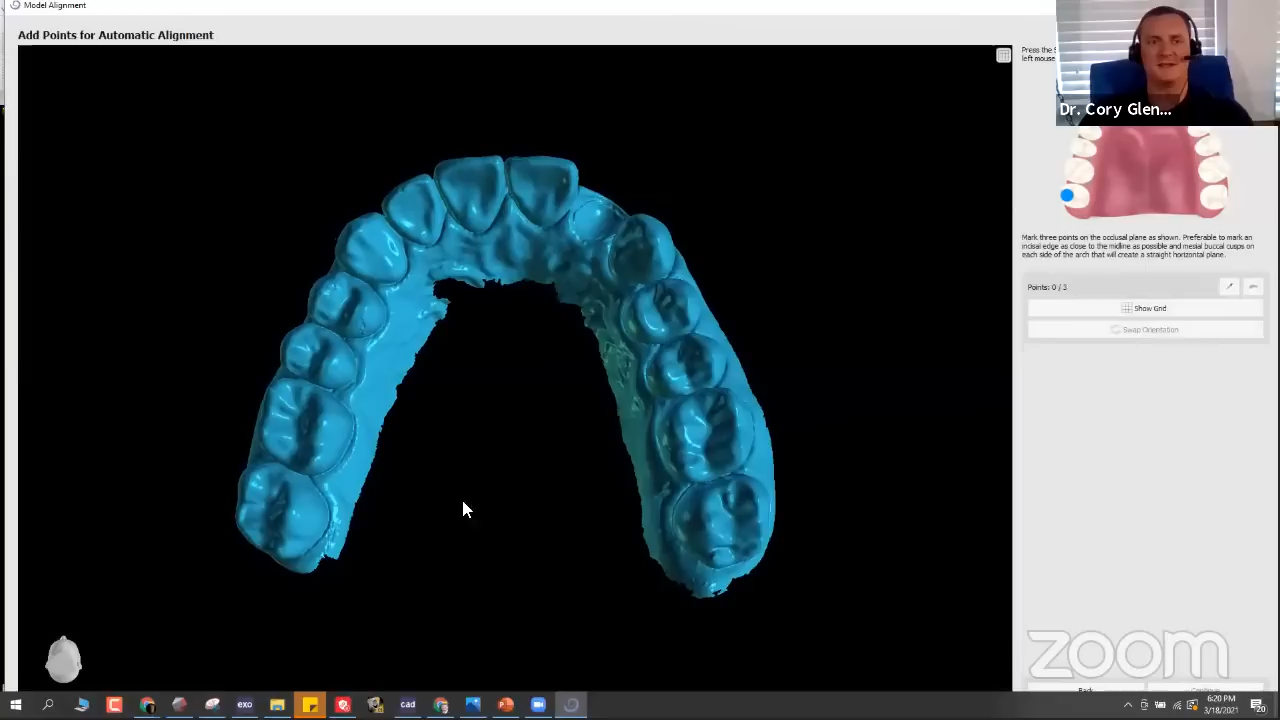 Model Alignment
Add Points for Automatic Alignment
Press the
left mouse
Dr. Cory Glen...
Mark three points on the occlusal plane as shown. Preferable to mark an
incisal edge as close to the midline as possible and mesial buccal cusps on
each side of the arch that will create a straight horizontal plane.
Points: 0 / 3
Show Grid
Swap Orientation
zoom
Back
Continue
exo
cad
6:20 PM
3/18/2021
20